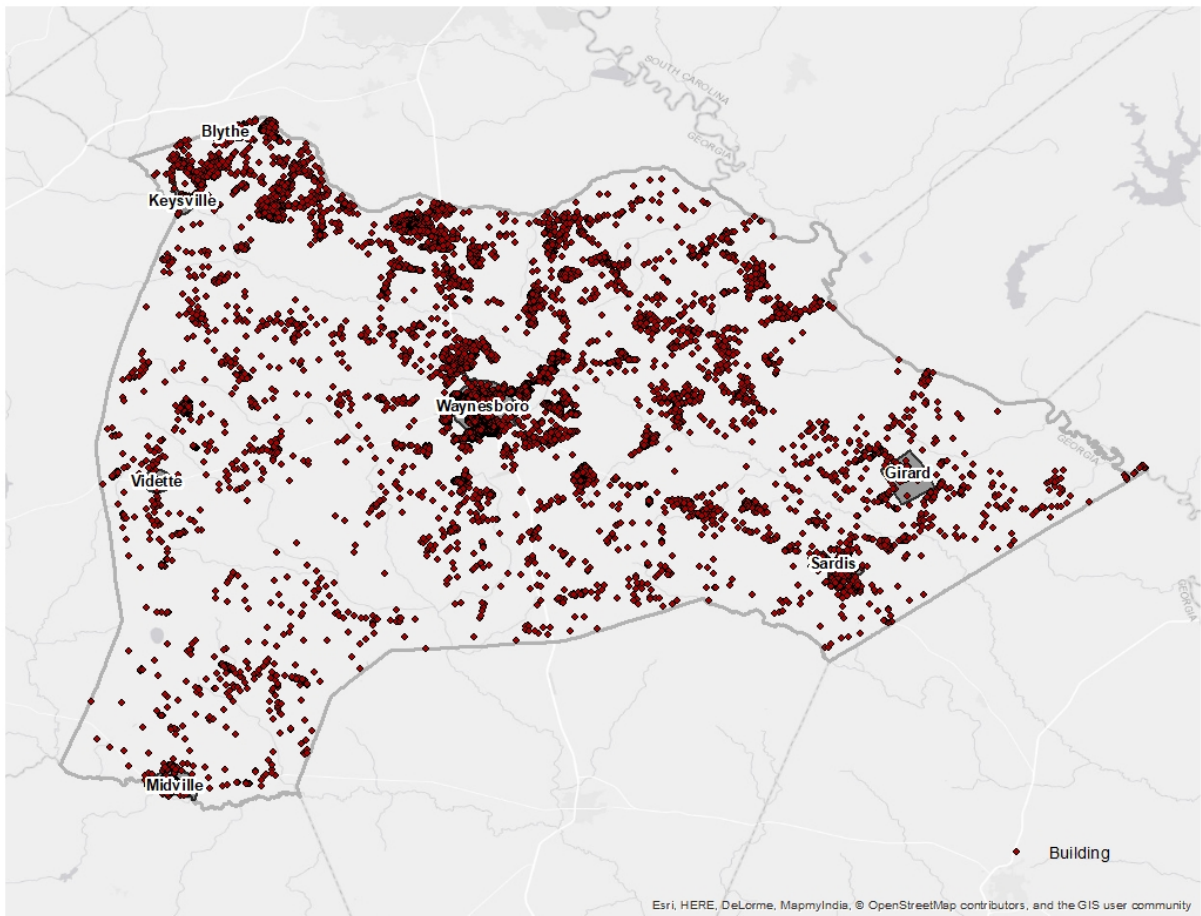 SOUTH CAROLINA
GEORGIA
Blythe
Keysville
Waynesboro
GEORGIA
Vidette
Girard
Sardis
GEORGIA
Midville
Building
Esri, HERE, DeLorme, MapmyIndia, © OpenStreetMap contributors, and the GIS user community